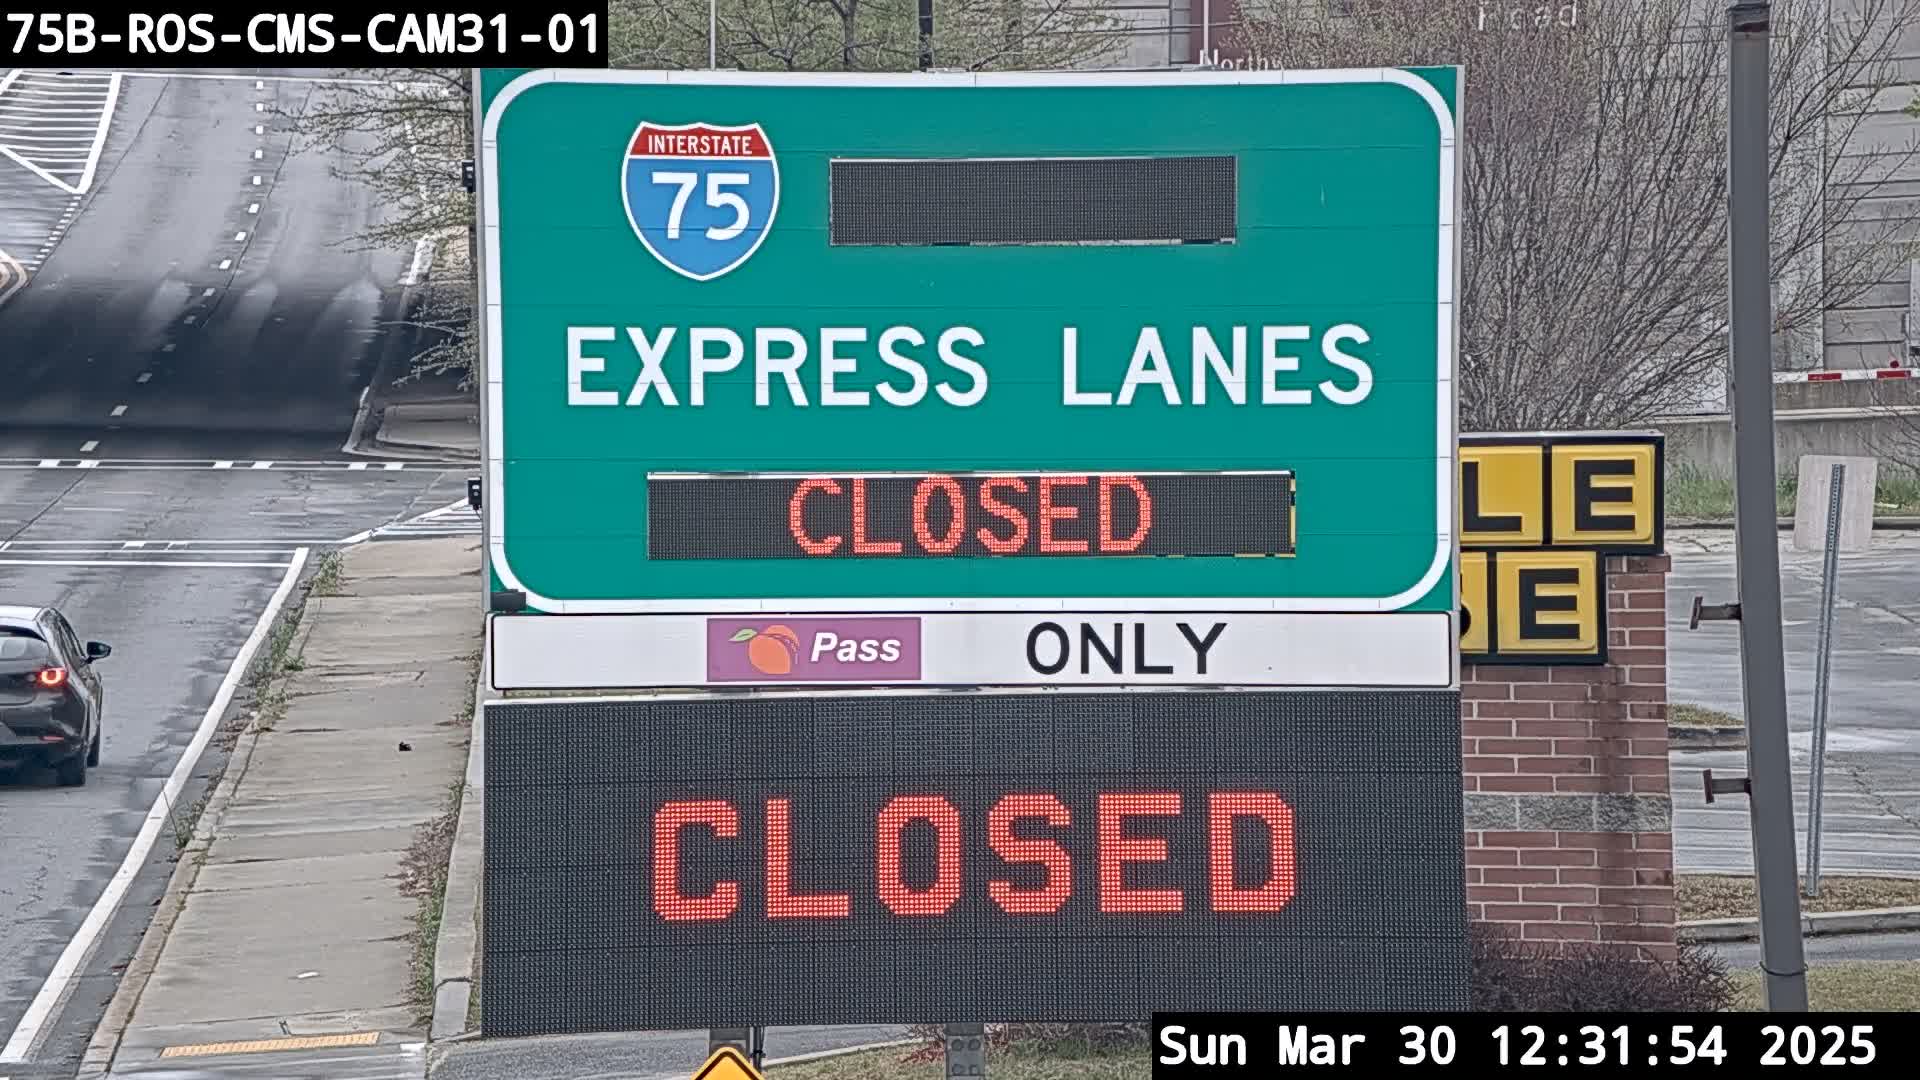 75B-ROS-CMS-CAM31-01
North
INTERSTATE
75
EXPRESS LANES
CLOSED
LE
E
Pass ONLY
CLOSED
Sun Mar 30 12:31:54 2025